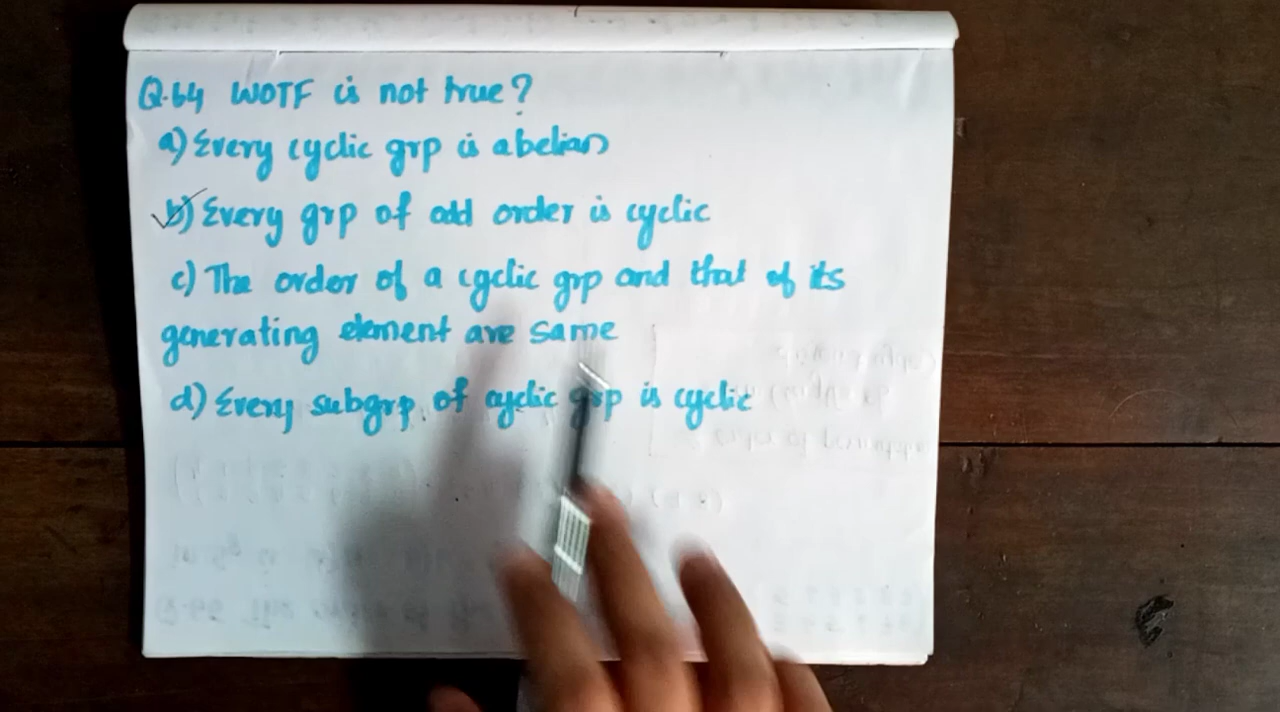 Q.64 WOTF is not true?
a) Every cyclic grp is abelian
b) Every grp of odd order is cyclic
c) The order of a cyclic grp and that of its
generating element are same
d) Every subgrp of cyclic grp is cyclic